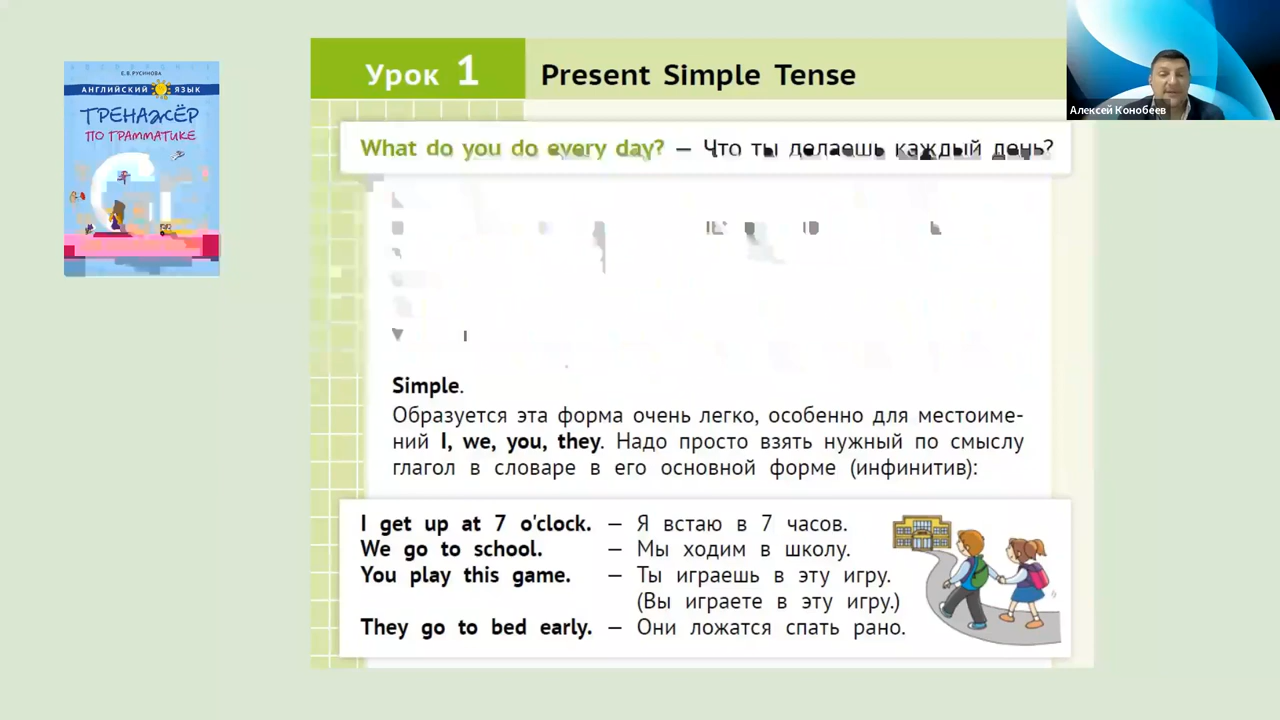 Е.В. РУСИНОВА
АНГЛИЙСКИЙ ЯЗЫК
ТРЕНАЖЁР
ПО ГРАММАТИКЕ
Урок 1
Present Simple Tense
Алексей Конобеев
What do you do every day? — Что ты делаешь каждый день?
Simple.
Образуется эта форма очень легко, особенно для местоиме-
ний I, we, you, they. Надо просто взять нужный по смыслу
глагол в словаре в его основной форме (инфинитив):
I get up at 7 o'clock. — Я встаю в 7 часов.
We go to school. — Мы ходим в школу.
You play this game. — Ты играешь в эту игру.
(Вы играете в эту игру.)
They go to bed early. — Они ложатся спать рано.